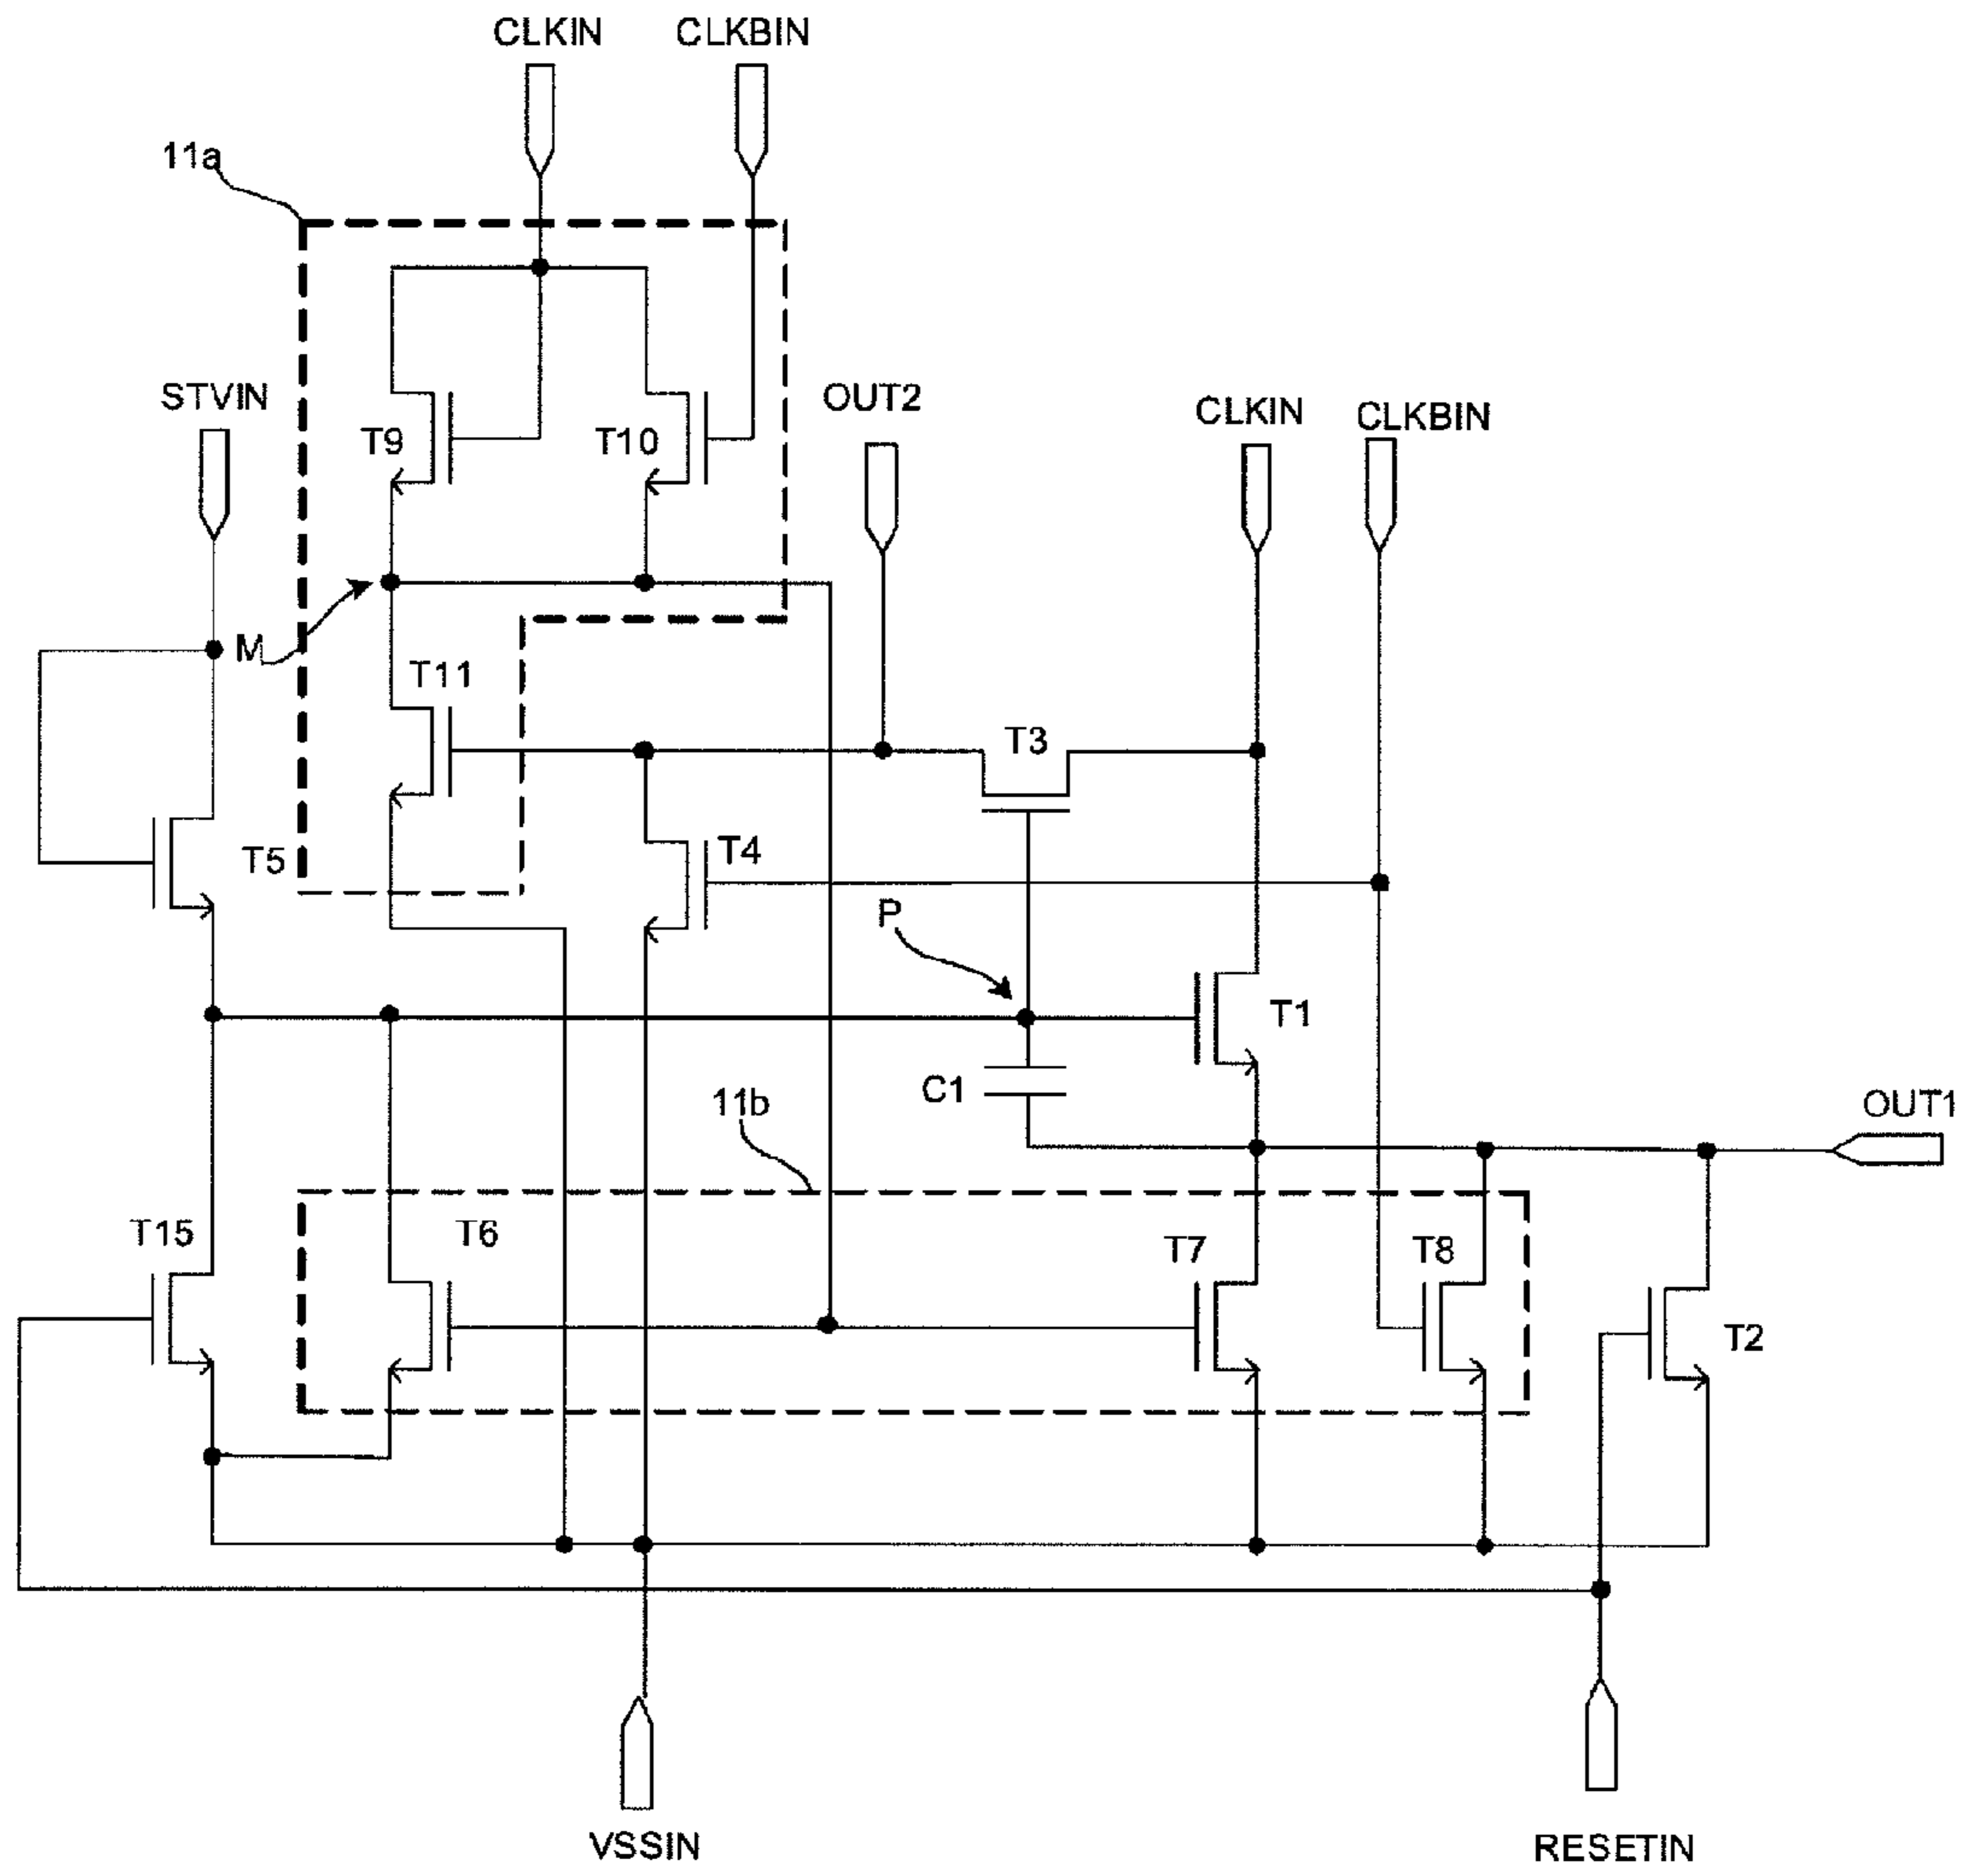 CLKIN
CLKBIN
11a
STVIN
OUT2
CLKIN
CLKBIN
T9
T10
M
T11
T3
T5
T4
P
T1
C1
11b
OUT1
T15
T6
T7
T8
T2
VSSIN
RESETIN